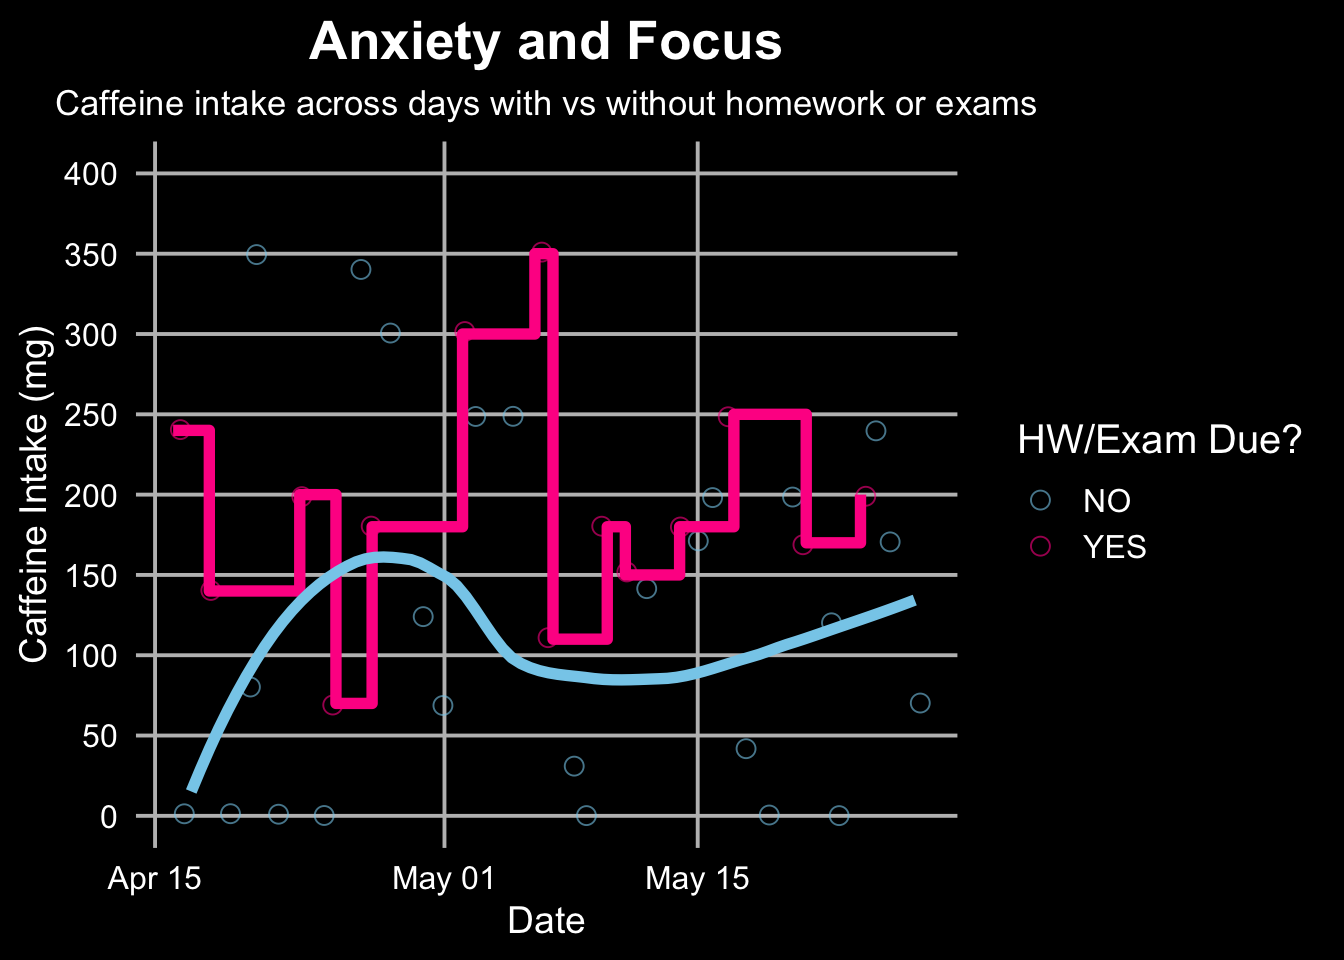 Anxiety and Focus
Caffeine intake across days with vs without homework or exams
Caffeine Intake (mg)
400
350
300
250
200
150
100
50
0
Apr 15
May 01
May 15
Date
HW/Exam Due?
NO
YES